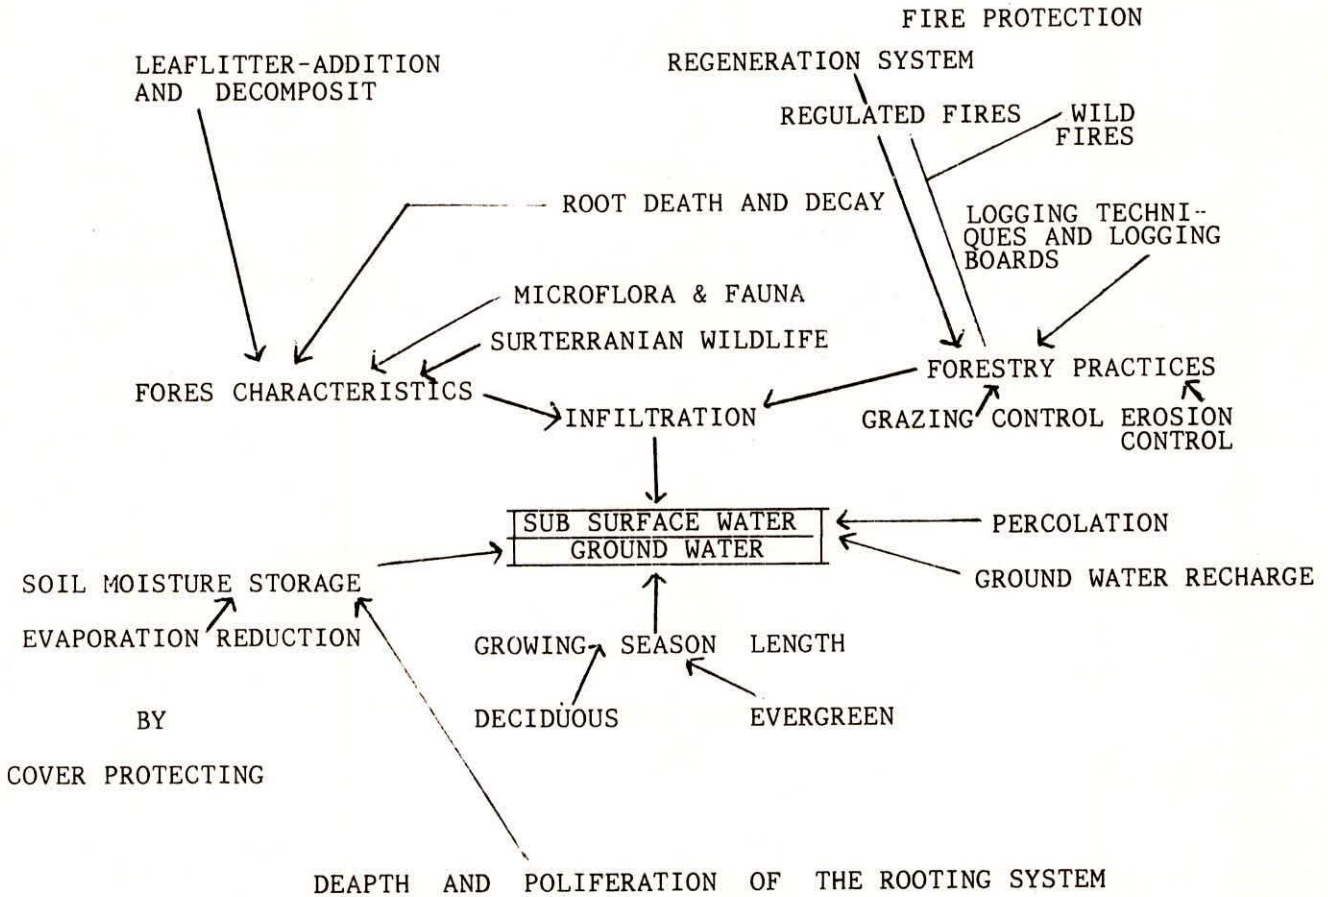 FIRE PROTECTION
LEAFLITTER-ADDITION
AND DECOMPOSIT
REGENERATION SYSTEM
REGULATED FIRES
WILD
FIRES
ROOT DEATH AND DECAY
LOGGING TECHNI-
QUES AND LOGGING
BOARDS
MICROFLORA & FAUNA
SURTERRANIAN WILDLIFE
FORES CHARACTERISTICS
FORESTRY PRACTICES
INFILTRATION
GRAZING CONTROL
EROSION
CONTROL
SUB SURFACE WATER
GROUND WATER
PERCOLATION
GROUND WATER RECHARGE
SOIL MOISTURE STORAGE
EVAPORATION REDUCTION
BY
COVER PROTECTING
GROWING SEASON LENGTH
DECIDUOUS
EVERGREEN
DEAPTH AND POLIFERATION OF THE ROOTING SYSTEM